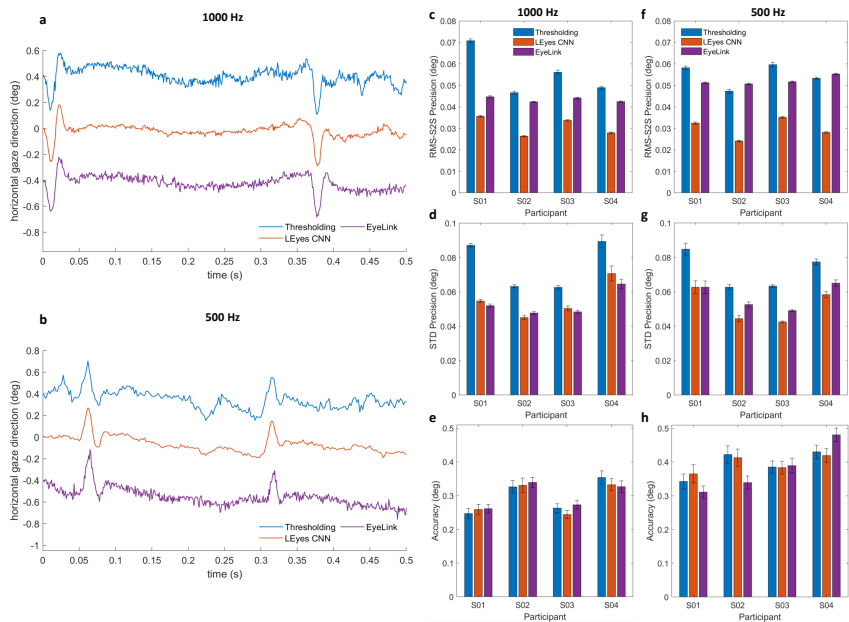 a
1000 Hz
0.6
0.4
0.2
0
-0.2
-0.4
-0.6
-0.8
0 0.05 0.1 0.15 0.2 0.25 0.3 0.35 0.4 0.45 0.5
horizontal gaze direction (deg)
time (s)
Thresholding
LEyes CNN
EyeLink
b
500 Hz
0.8
0.6
0.4
0.2
0
-0.2
-0.4
-0.6
-0.8
-1
0 0.05 0.1 0.15 0.2 0.25 0.3 0.35 0.4 0.45 0.5
horizontal gaze direction (deg)
time (s)
Thresholding
LEyes CNN
EyeLink
c
1000 Hz
0.08
0.07
0.06
0.05
0.04
0.03
0.02
0.01
0
RMS-S2S Precision (deg)
Thresholding
LEyes CNN
EyeLink
S01 S02 S03 S04
Participant
d
0.1
0.08
0.06
0.04
0.02
0
STD Precision (deg)
S01 S02 S03 S04
Participant
e
0.5
0.4
0.3
0.2
0.1
0
Accuracy (deg)
S01 S02 S03 S04
Participant
f
500 Hz
0.08
0.07
0.06
0.05
0.04
0.03
0.02
0.01
0
RMS-S2S Precision (deg)
Thresholding
LEyes CNN
EyeLink
S01 S02 S03 S04
Participant
g
0.1
0.08
0.06
0.04
0.02
0
STD Precision (deg)
S01 S02 S03 S04
Participant
h
0.5
0.4
0.3
0.2
0.1
0
Accuracy (deg)
S01 S02 S03 S04
Participant